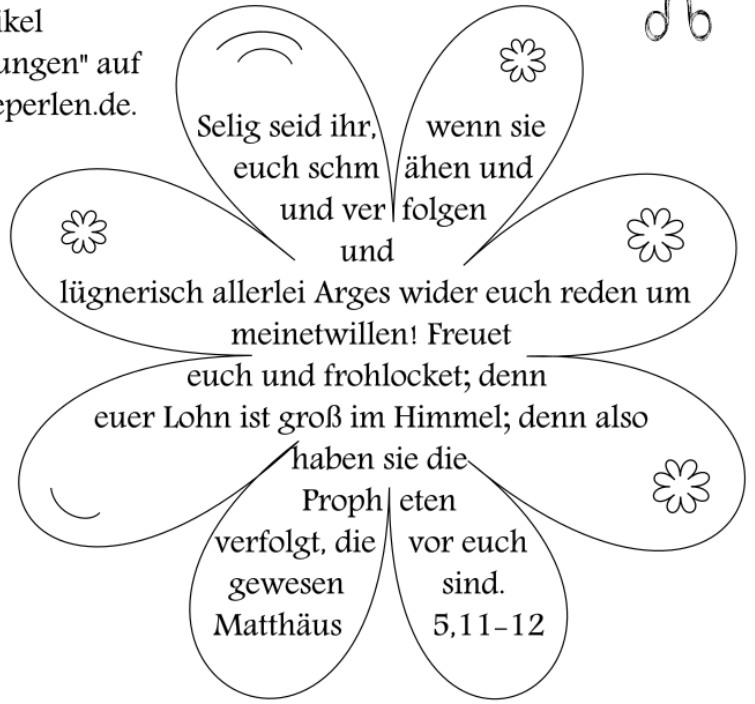 ikel
ungen" auf
eperlen.de.
Selig seid ihr, wenn sie
euch schm ähen und
und ver folgen
und
lügnerisch allerlei Arges wider euch reden um
meinetwillen! Freuet
euch und frohlocket; denn
euer Lohn ist groß im Himmel; denn also
haben sie die
Proph eten
verfolgt, die vor euch
gewesen sind.
Matthäus 5,11-12